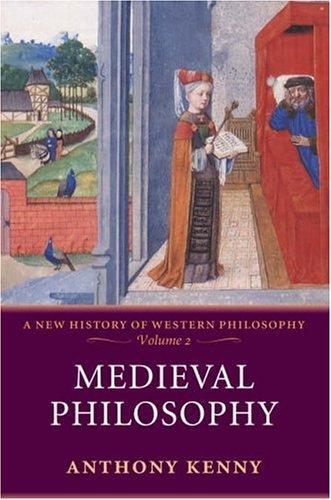 A NEW HISTORY OF WESTERN PHILOSOPHY
Volume 2
MEDIEVAL
PHILOSOPHY
ANTHONY KENNY